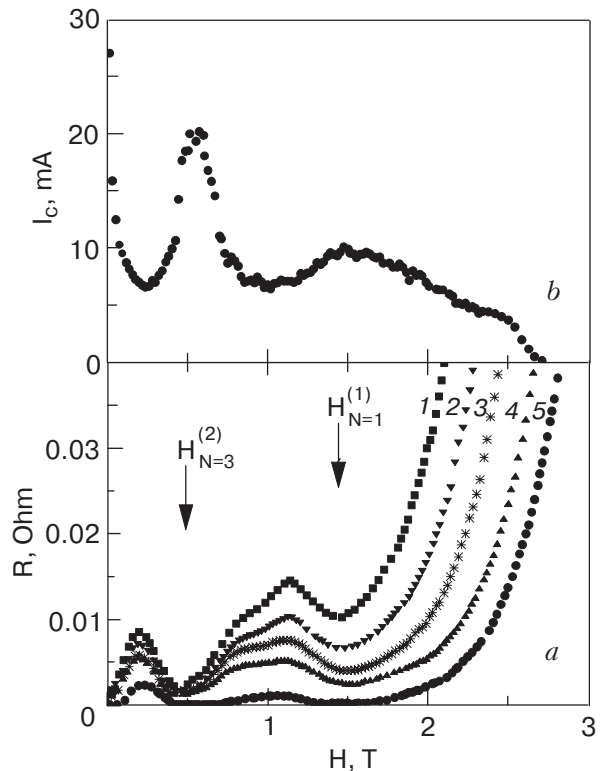 30
20
10
0
I_c, mA
b
H_{N=3}^{(2)}
H_{N=1}^{(1)}
1 2 3 4 5
0.03
0.02
0.01
0
R, Ohm
a
1 2 3
H, T